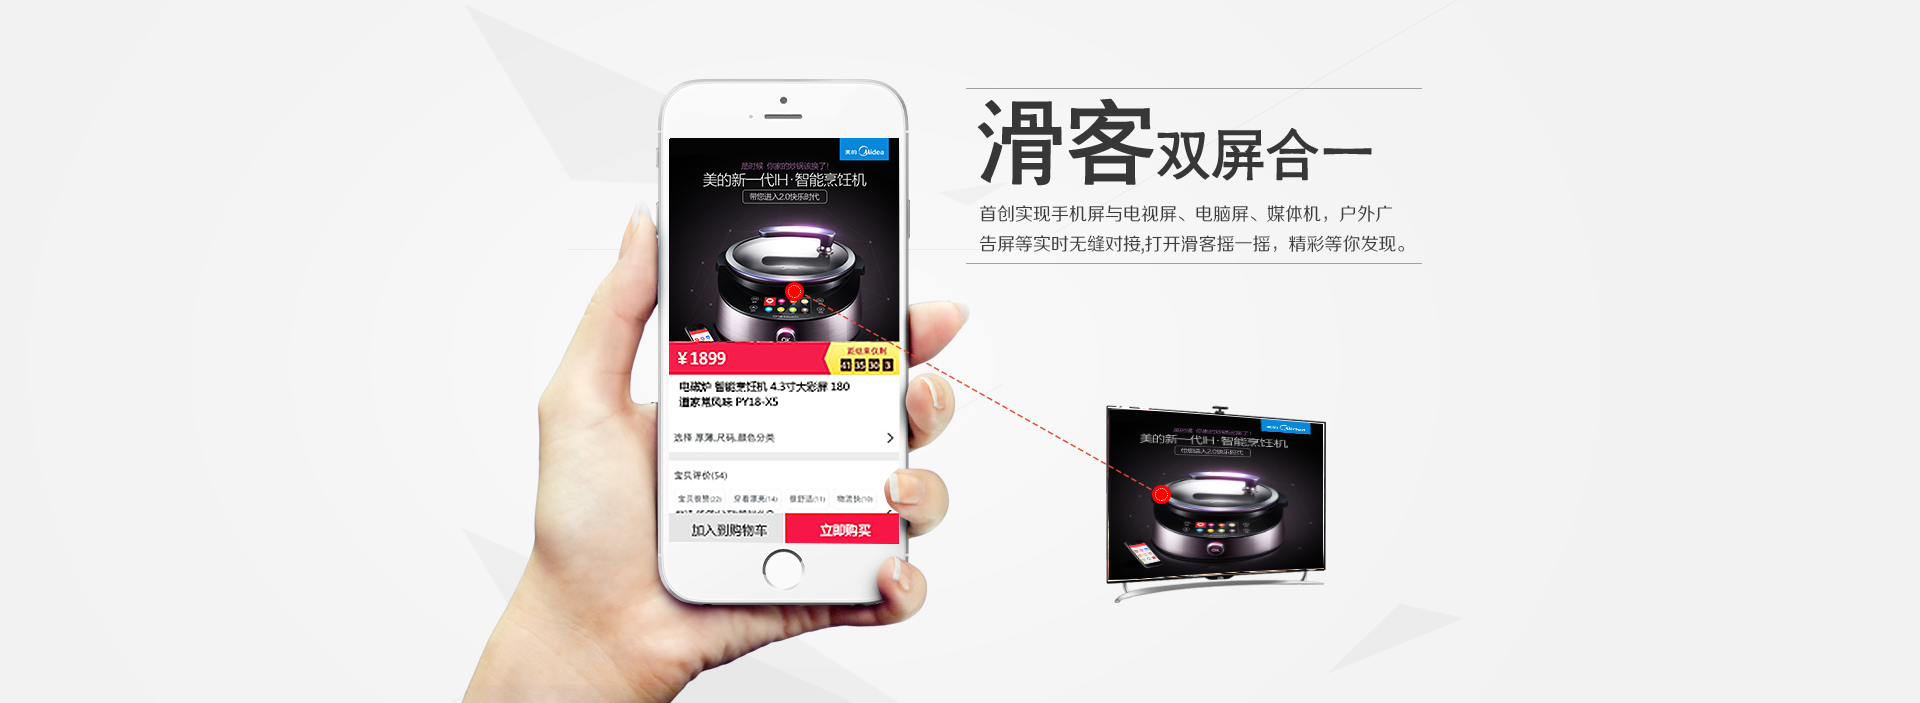 美的 Midea
是时候 你家的炒锅该换了!
美的新一代IH·智能烹饪机
带您进入2.0快乐时代
OK
¥1899
距结束仅剩
41 35 30 3
电磁炉 智能烹饪机 4.3寸大彩屏 180
道家常风味 PY18-X5
选择 厚薄,尺码,颜色分类
宝贝评价(54)
宝贝很赞(22) 穿着漂亮(14) 很舒适(11) 物流快(10)
加入到购物车 立即购买
滑客双屏合一
首创实现手机屏与电视屏、电脑屏、媒体机，户外广
告屏等实时无缝对接,打开滑客摇一摇，精彩等你发现。
美的 Midea
是时候 你家的炒锅该换了!
美的新一代IH·智能烹饪机
带您进入2.0快乐时代
OK